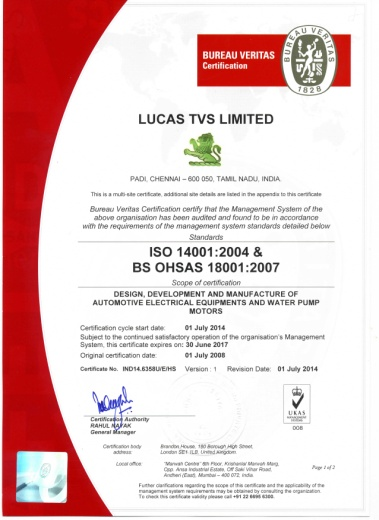 BUREAU VERITAS
Certification
BUREAU VERITAS
1828
LUCAS TVS LIMITED
PADI, CHENNAI – 600 050, TAMIL NADU, INDIA.
This is a multi-site certificate, additional site details are listed in the appendix to this certificate
Bureau Veritas Certification certify that the Management System of the
above organisation has been audited and found to be in accordance
with the requirements of the management system standards detailed below
Standards
ISO 14001:2004 &
BS OHSAS 18001:2007
Scope of certification
DESIGN, DEVELOPMENT AND MANUFACTURE OF
AUTOMOTIVE ELECTRICAL EQUIPMENTS AND WATER PUMP
MOTORS
Certification cycle start date: 01 July 2014
Subject to the continued satisfactory operation of the organisation's Management
System, this certificate expires on: 30 June 2017
Original certification date: 01 July 2008
Certificate No. IND14.6358U/E/HS Version : 1 Revision Date: 01 July 2014
Certification Authority
RAHUL NAYAK
General Manager
UKAS
MANAGEMENT
SYSTEMS
008
Certification body address: Brandon House, 180 Borough High Street,
London SE1 1LB, United Kingdom
Local office: "Marwah Centre" 6th Floor, Krishanlal Marwah Marg,
Opp. Ansa Industrial Estate, Off Saki Vihar Road,
Andheri (East), Mumbai – 400 072, India.
Page 1 of 2
Further clarifications regarding the scope of this certificate and the applicability of the
management system requirements may be obtained by consulting the organization.
To check this certificate validity please call +91 22 6695 6300.